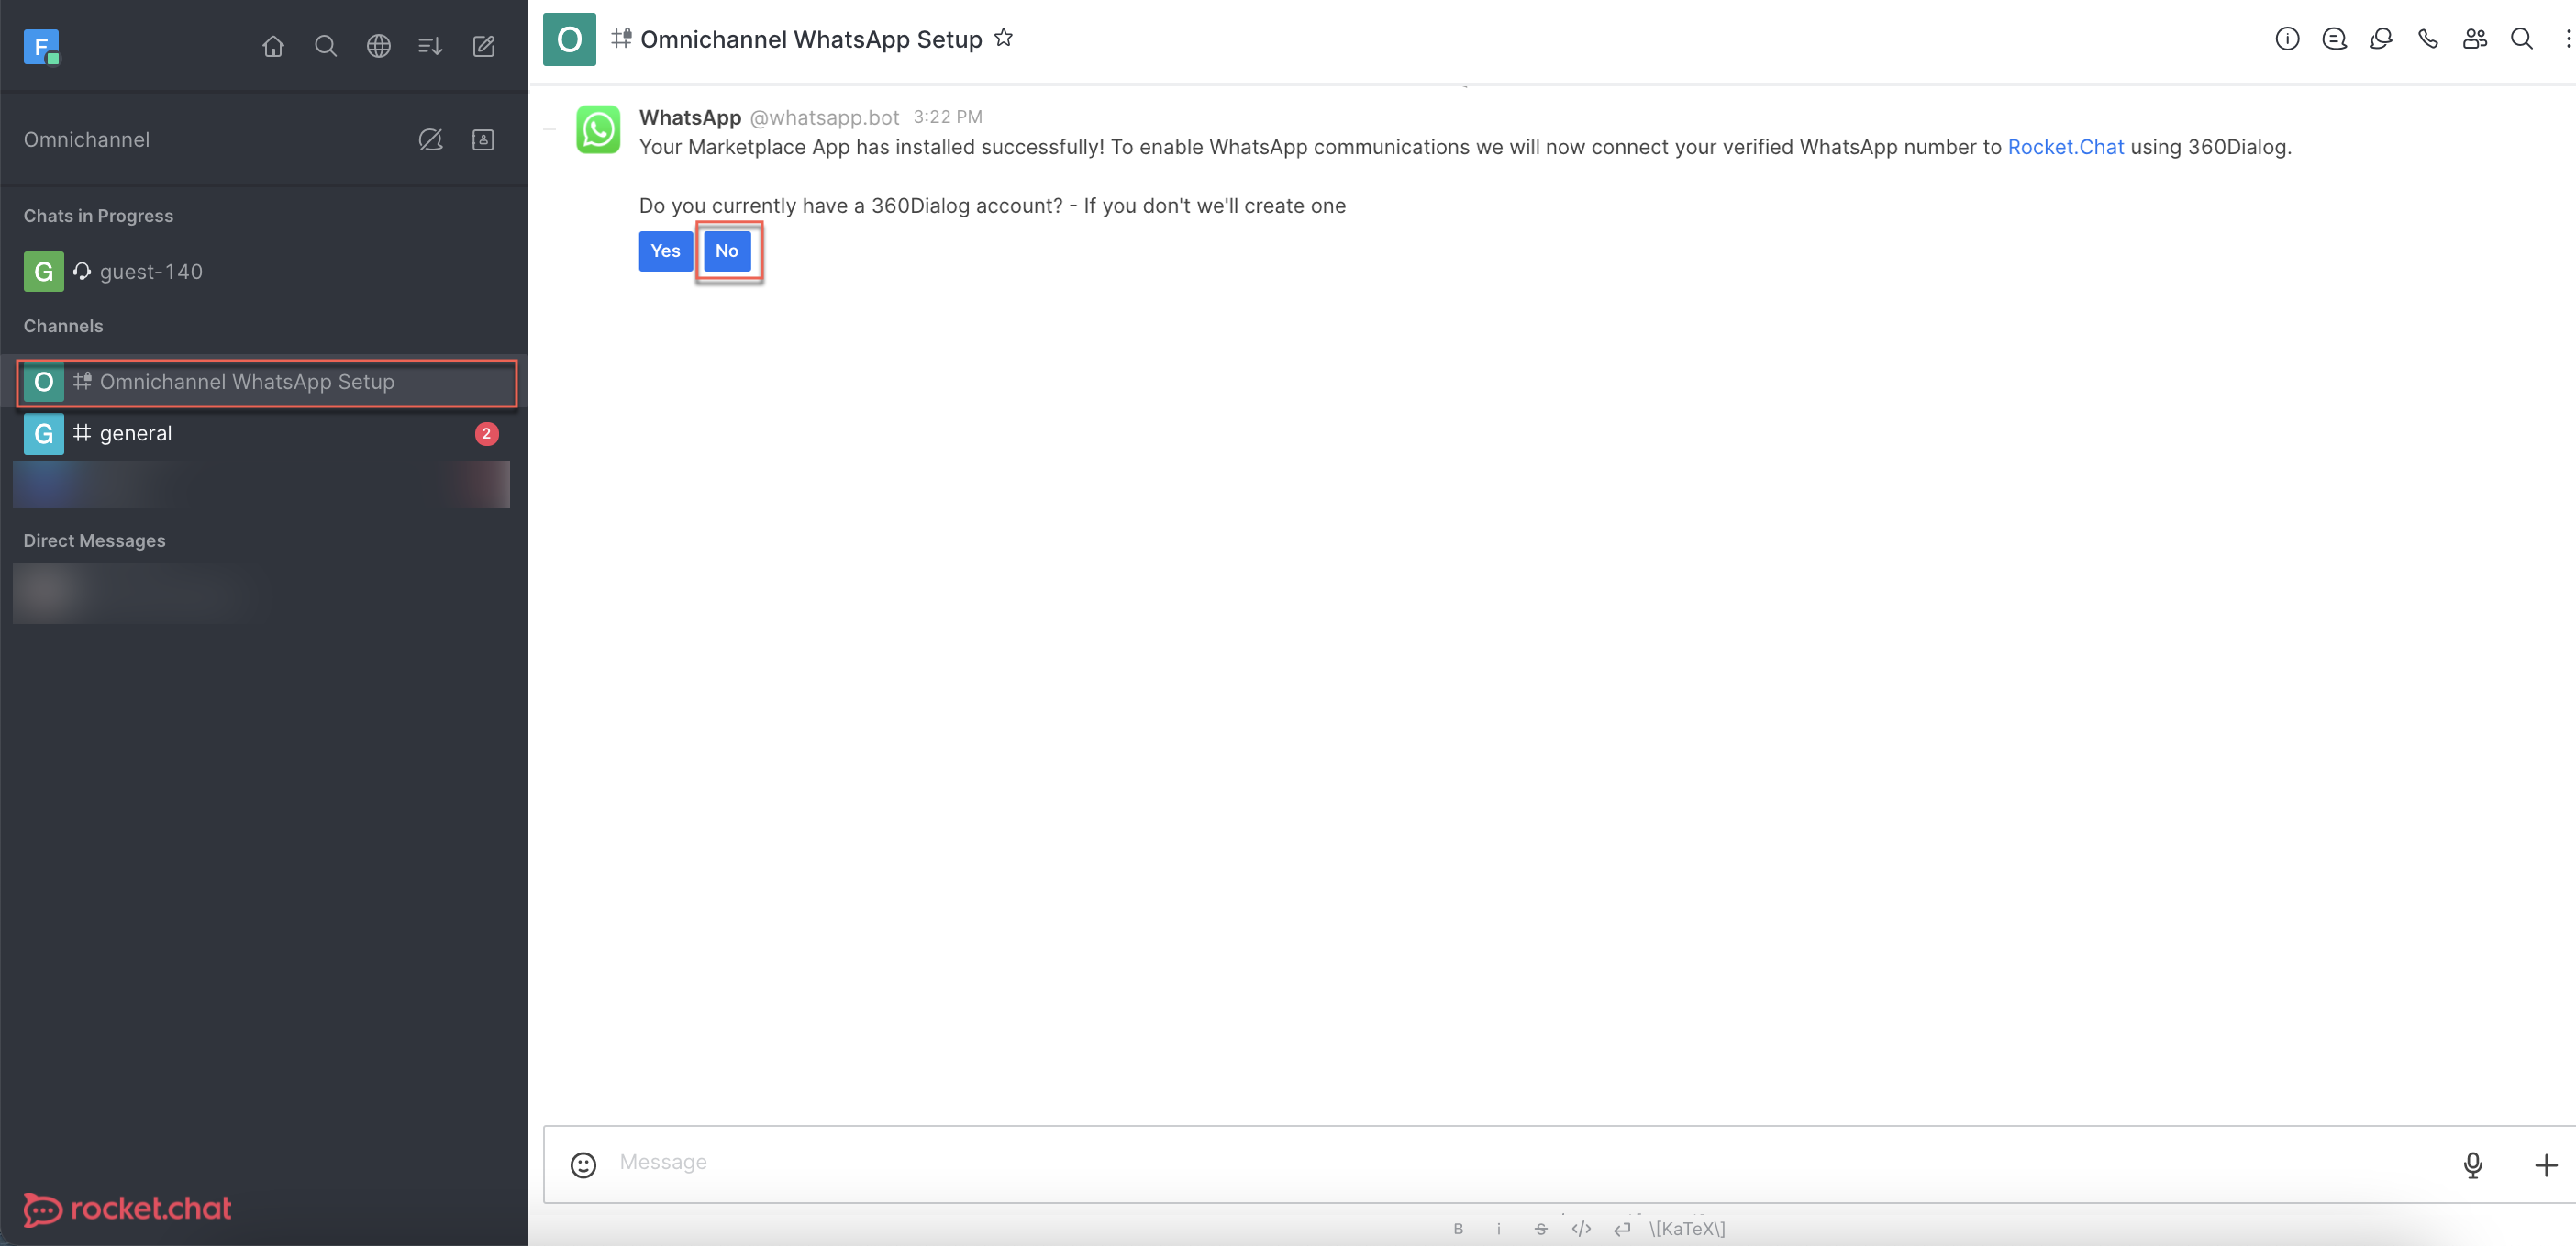 F
Omnichannel
Chats in Progress
G guest-140
Channels
O Omnichannel WhatsApp Setup
G # general 2
Direct Messages
rocket.chat
O Omnichannel WhatsApp Setup
WhatsApp @whatsapp.bot 3:22 PM
Your Marketplace App has installed successfully! To enable WhatsApp communications we will now connect your verified WhatsApp number to Rocket.Chat using 360Dialog.
Do you currently have a 360Dialog account? - If you don't we'll create one
Yes No
Message
B i S </> \[KaTeX\]